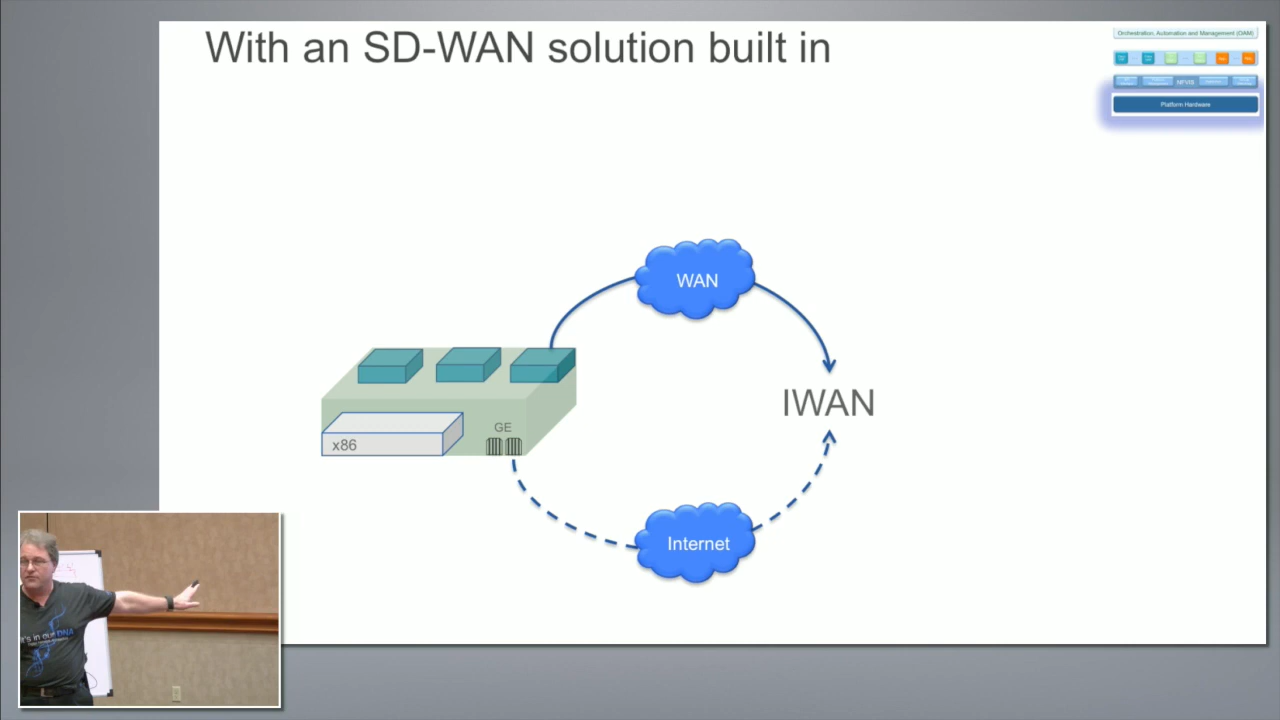 With an SD-WAN solution built in
Orchestration, Automation and Management (OAM)
NFVIS
Platform Hardware
WAN
IWAN
GE
x86
Internet
's in our DNA